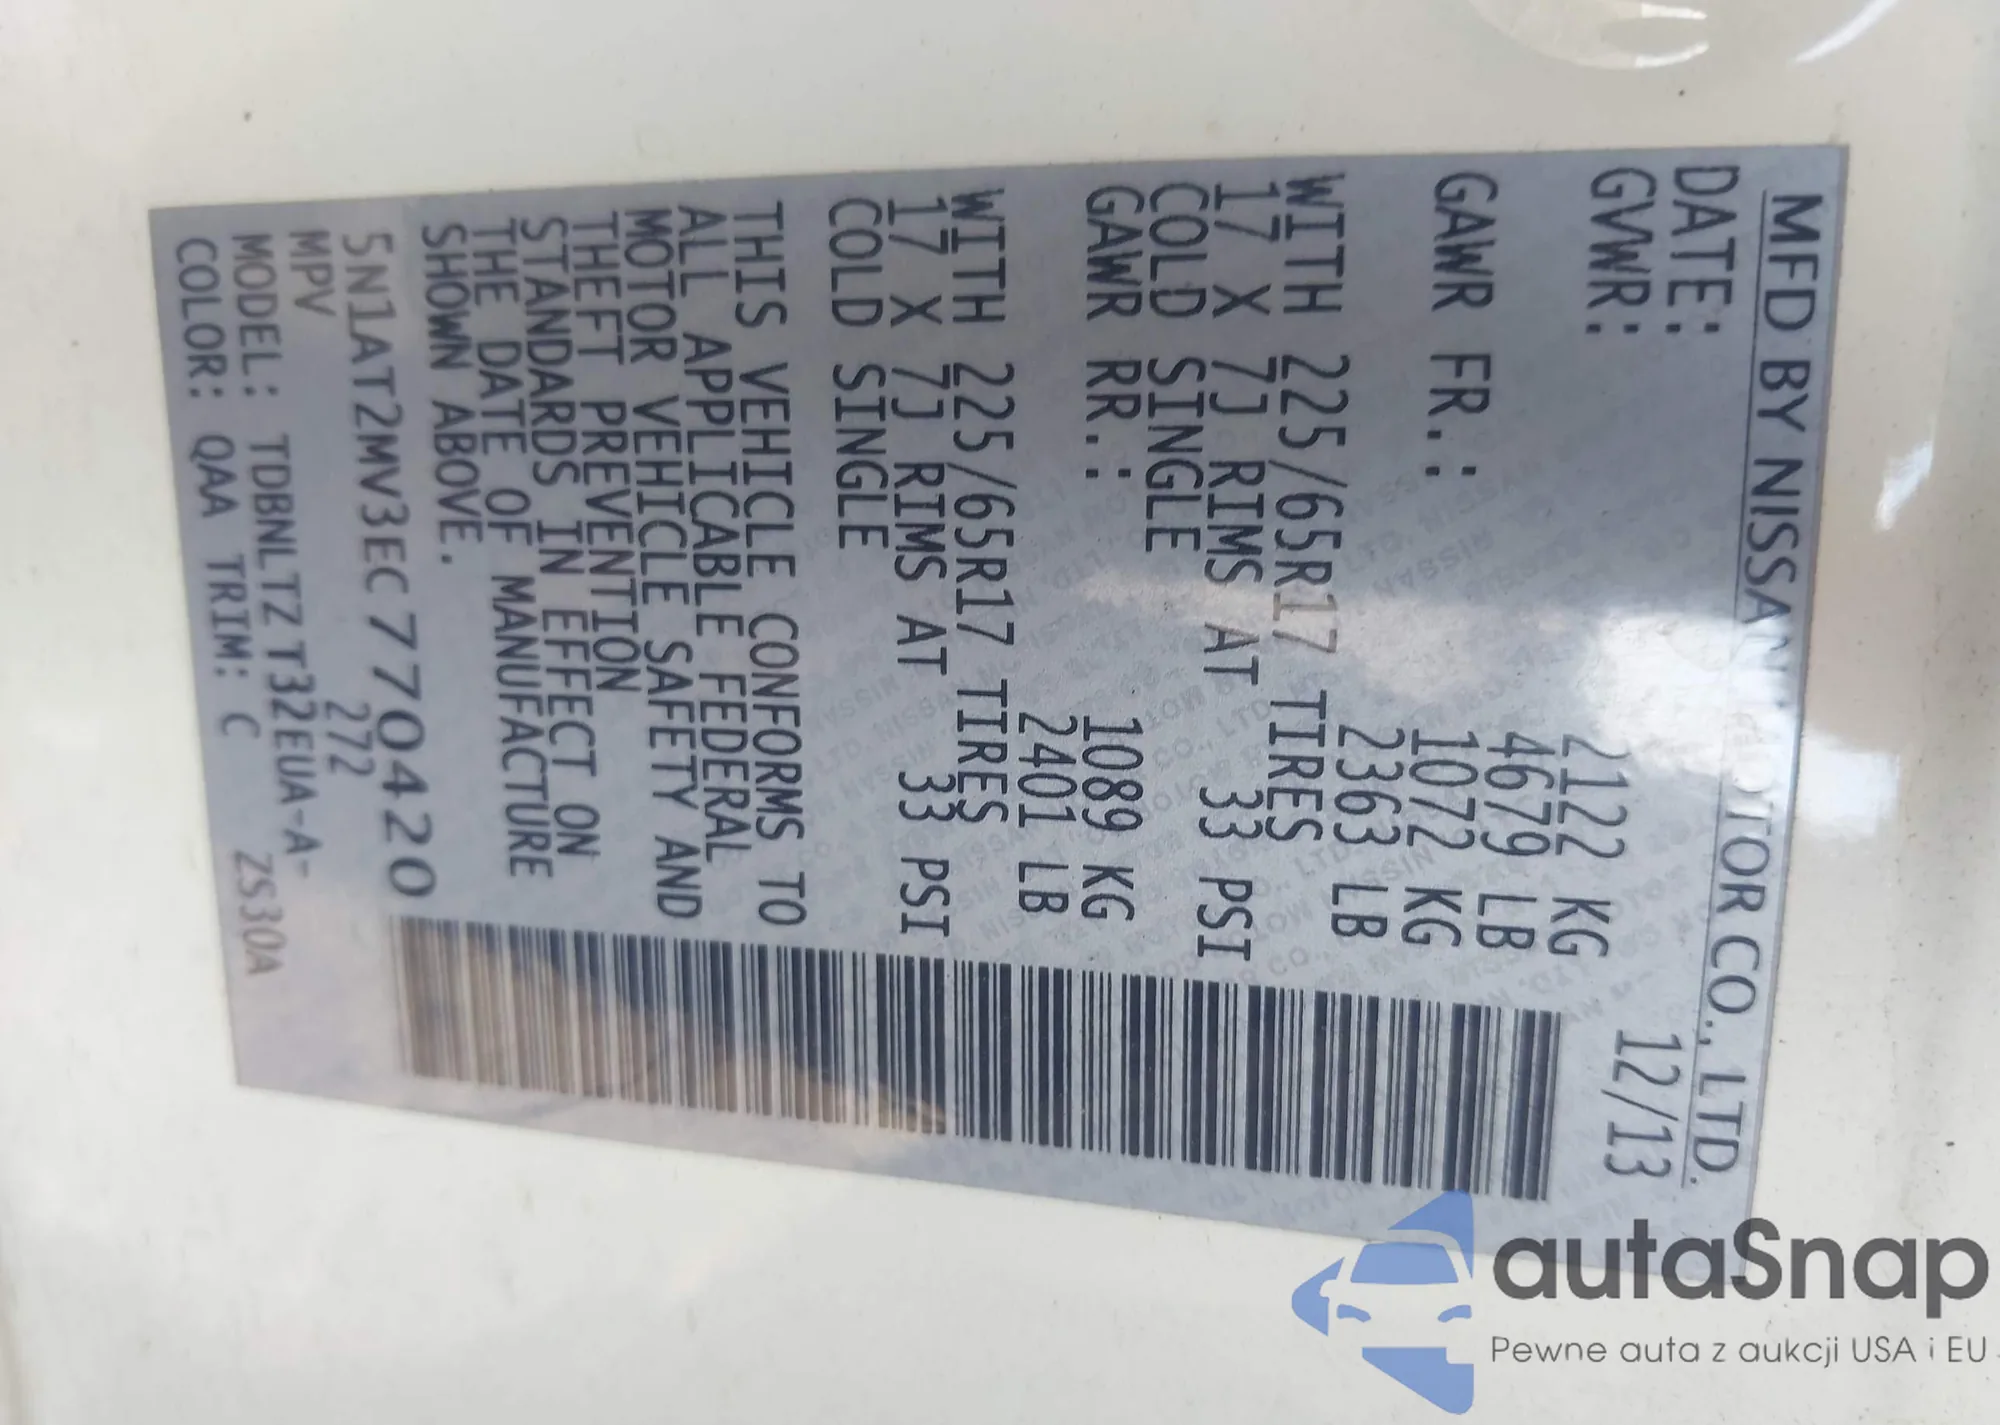 MFD BY NISSAN MOTOR CO., LTD.
DATE: 12/13
GVWR: 2122 KG
4679 LB
GAWR FR.: 1072 KG
2363 LB
WITH 225/65R17 TIRES
17 X 7J RIMS AT 33 PSI
COLD SINGLE
GAWR RR.: 1089 KG
2401 LB
WITH 225/65R17 TIRES
17 X 7J RIMS AT 33 PSI
COLD SINGLE
THIS VEHICLE CONFORMS TO
ALL APPLICABLE FEDERAL
MOTOR VEHICLE SAFETY AND
THEFT PREVENTION
STANDARDS IN EFFECT ON
THE DATE OF MANUFACTURE
SHOWN ABOVE.
5N1AT2MV3EC770420
MPV 272
MODEL: TDBNLTZ T32EUA-A-
COLOR: QAA TRIM: C ZS30A
autaSnap
Pewne auta z aukcji USA i EU